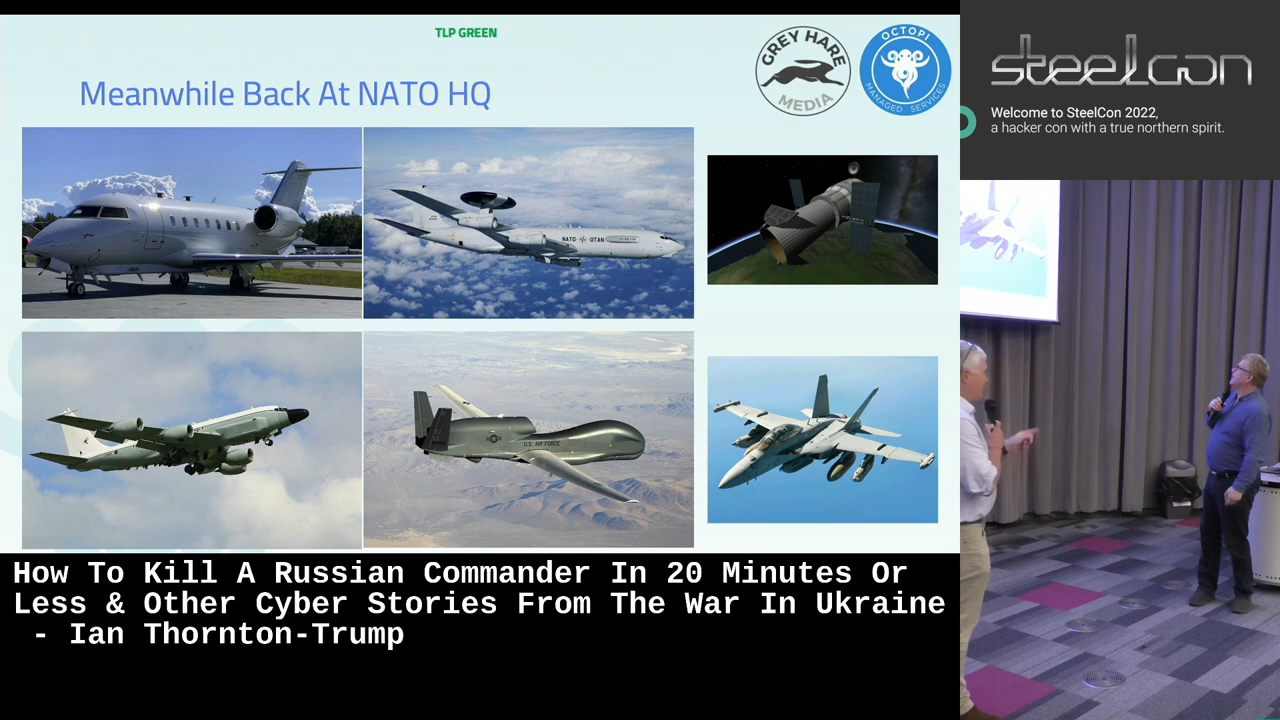 TLP GREEN
GREY HARE
MEDIA
OCTOPI
MANAGED SERVICES
Meanwhile Back At NATO HQ
NATO OTAN
U.S. AIR FORCE
steelcon
Welcome to SteelCon 2022,
a hacker con with a true northern spirit.
How To Kill A Russian Commander In 20 Minutes Or
Less & Other Cyber Stories From The War In Ukraine
- Ian Thornton-Trump